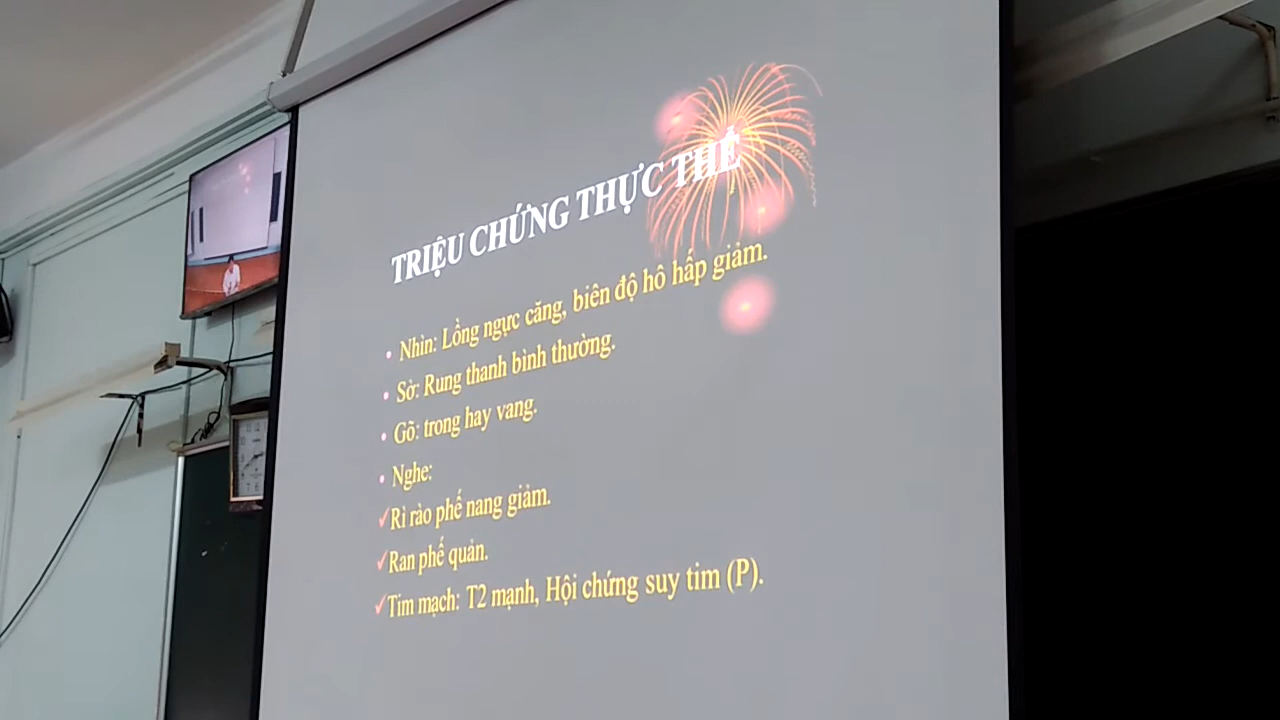 TRIỆU CHỨNG THỰC THỂ
• Nhìn: Lồng ngực căng, biên độ hô hấp giảm.
• Sờ: Rung thanh bình thường.
• Gõ: trong hay vang.
• Nghe:
✓Rì rào phế nang giảm.
✓Ran phế quản.
✓Tim mạch: T2 mạnh, Hội chứng suy tim (P).